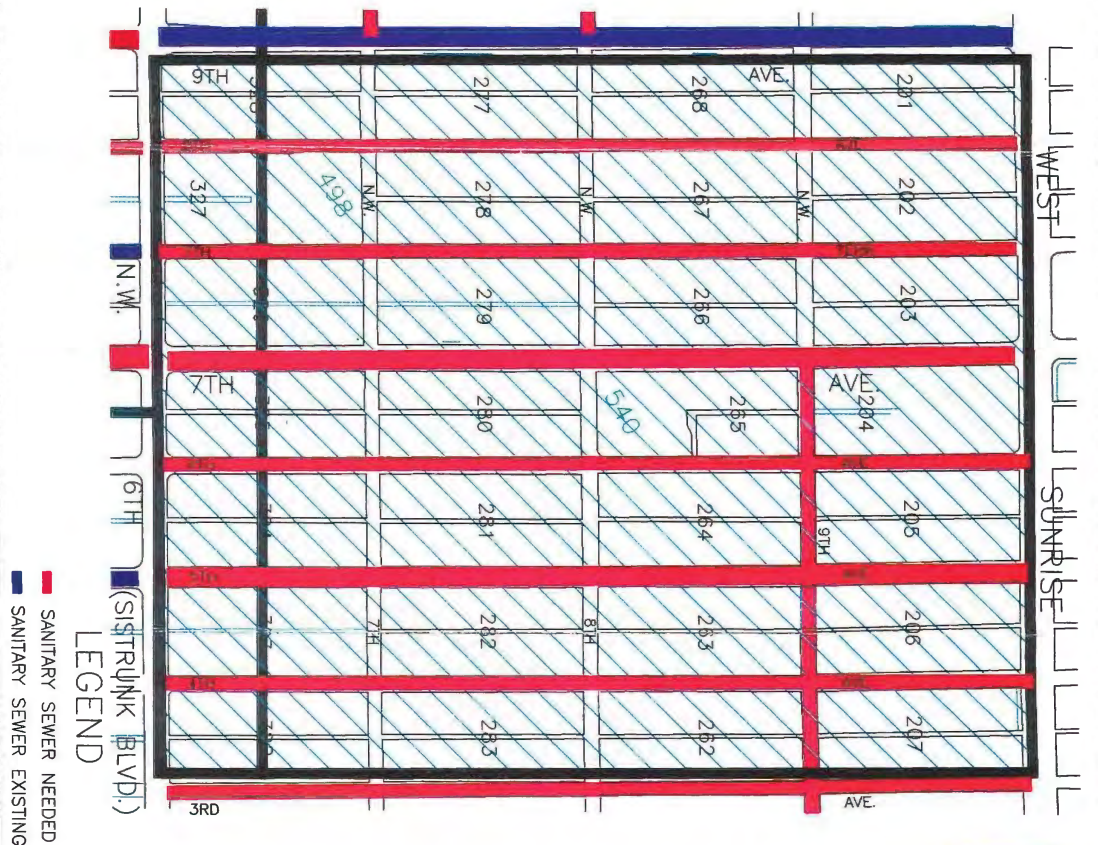 9TH AVE.
277
268
201
WEST
327
498
N.W.
278
N.W.
267
N.W.
202
N.W.
279
266
203
7TH AVE.
280
540
265
204
SUNRISE
6TH
281
264
9TH
205
(SISTRUNK BLVD.)
7TH
282
8TH
263
206
283
262
207
3RD AVE.
LEGEND
SANITARY SEWER NEEDED
SANITARY SEWER EXISTING